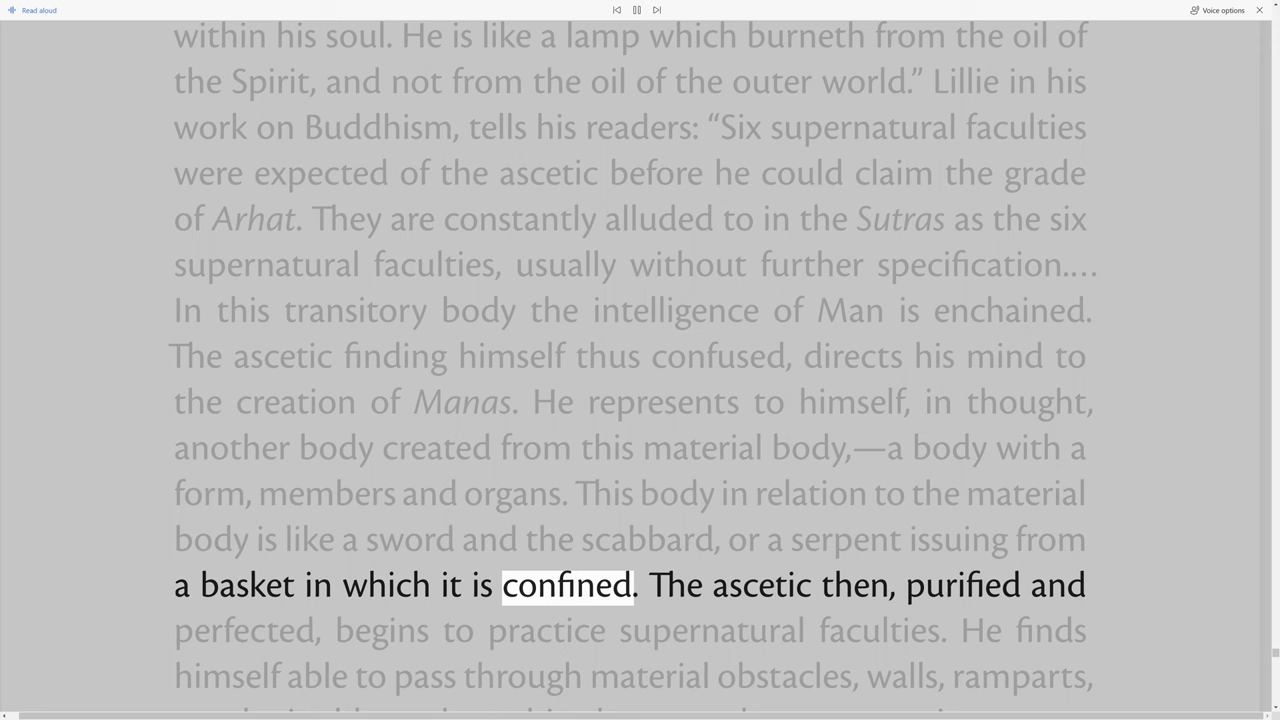 Read aloud
Voice options
within his soul. He is like a lamp which burneth from the oil of
the Spirit, and not from the oil of the outer world.” Lillie in his
work on Buddhism, tells his readers: “Six supernatural faculties
were expected of the ascetic before he could claim the grade
of Arhat. They are constantly alluded to in the Sutras as the six
supernatural faculties, usually without further specification.…
In this transitory body the intelligence of Man is enchained.
The ascetic finding himself thus confused, directs his mind to
the creation of Manas. He represents to himself, in thought,
another body created from this material body,—a body with a
form, members and organs. This body in relation to the material
body is like a sword and the scabbard, or a serpent issuing from
a basket in which it is confined. The ascetic then, purified and
perfected, begins to practice supernatural faculties. He finds
himself able to pass through material obstacles, walls, ramparts,